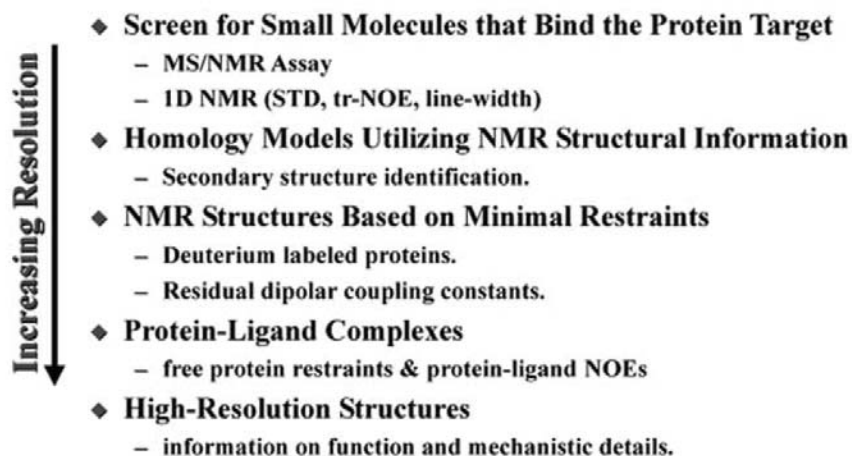 Increasing Resolution
◆ Screen for Small Molecules that Bind the Protein Target
– MS/NMR Assay
– 1D NMR (STD, tr-NOE, line-width)
◆ Homology Models Utilizing NMR Structural Information
– Secondary structure identification.
◆ NMR Structures Based on Minimal Restraints
– Deuterium labeled proteins.
– Residual dipolar coupling constants.
◆ Protein-Ligand Complexes
– free protein restraints & protein-ligand NOEs
◆ High-Resolution Structures
– information on function and mechanistic details.